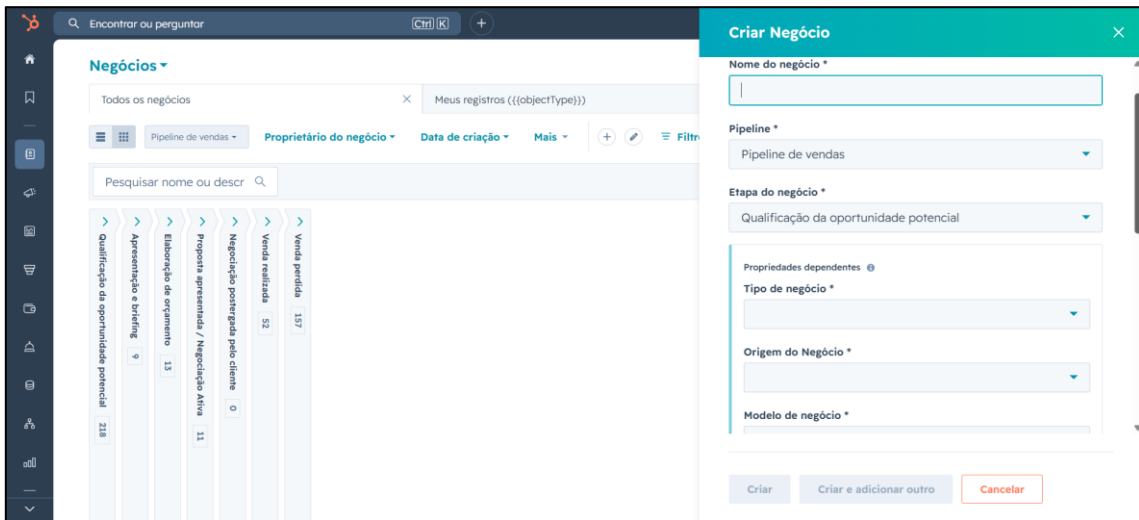 Encontrar ou perguntar
Ctrl K
Negócios
Todos os negócios
Meus registros ({{objectType}})
Pipeline de vendas
Proprietário do negócio
Data de criação
Mais
Filtro
Pesquisar nome ou descr
Qualificação da oportunidade potencial 218
Apresentação e briefing 9
Elaboração de orçamento 13
Proposta apresentada / Negociação Ativa 11
Negociação postergada pelo cliente 0
Venda realizada 52
Venda perdida 157
Criar Negócio
Nome do negócio *
Pipeline *
Pipeline de vendas
Etapa do negócio *
Qualificação da oportunidade potencial
Propriedades dependentes
Tipo de negócio *
Origem do Negócio *
Modelo de negócio *
Criar
Criar e adicionar outro
Cancelar